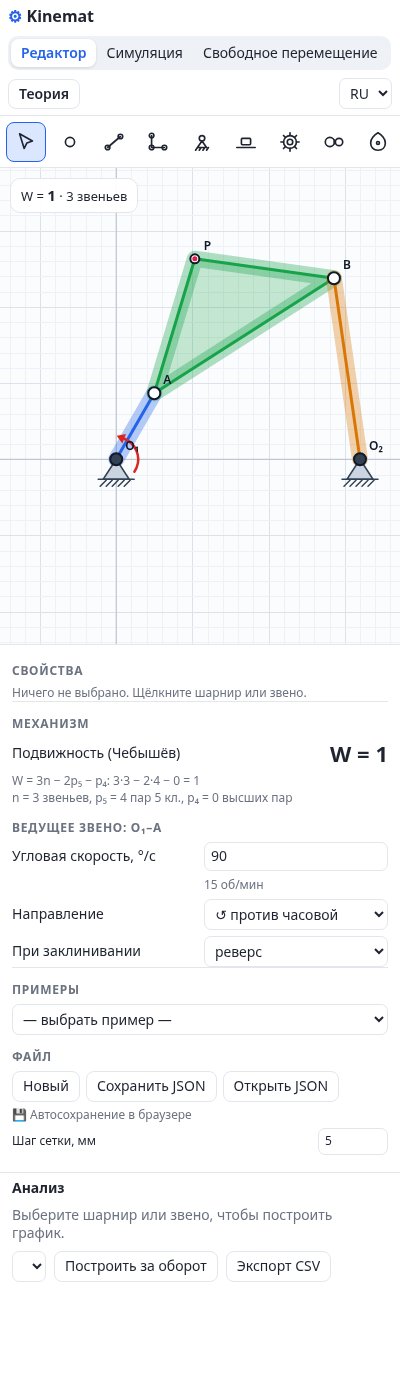 ⚙ Kinemat
Редактор Симуляция Свободное перемещение
Теория RU
W = 1 · 3 звеньев
P
B
A
O₁
O₂
СВОЙСТВА
Ничего не выбрано. Щёлкните шарнир или звено.
МЕХАНИЗМ
Подвижность (Чебышёв) W = 1
W = 3n − 2p₅ − p₄: 3·3 − 2·4 − 0 = 1
n = 3 звеньев, p₅ = 4 пар 5 кл., p₄ = 0 высших пар
ВЕДУЩЕЕ ЗВЕНО: O₁–A
Угловая скорость, °/с 90
15 об/мин
Направление ↺ против часовой
При заклинивании реверс
ПРИМЕРЫ
— выбрать пример —
ФАЙЛ
Новый Сохранить JSON Открыть JSON
💾 Автосохранение в браузере
Шаг сетки, мм 5
Анализ
Выберите шарнир или звено, чтобы построить
график.
Построить за оборот Экспорт CSV